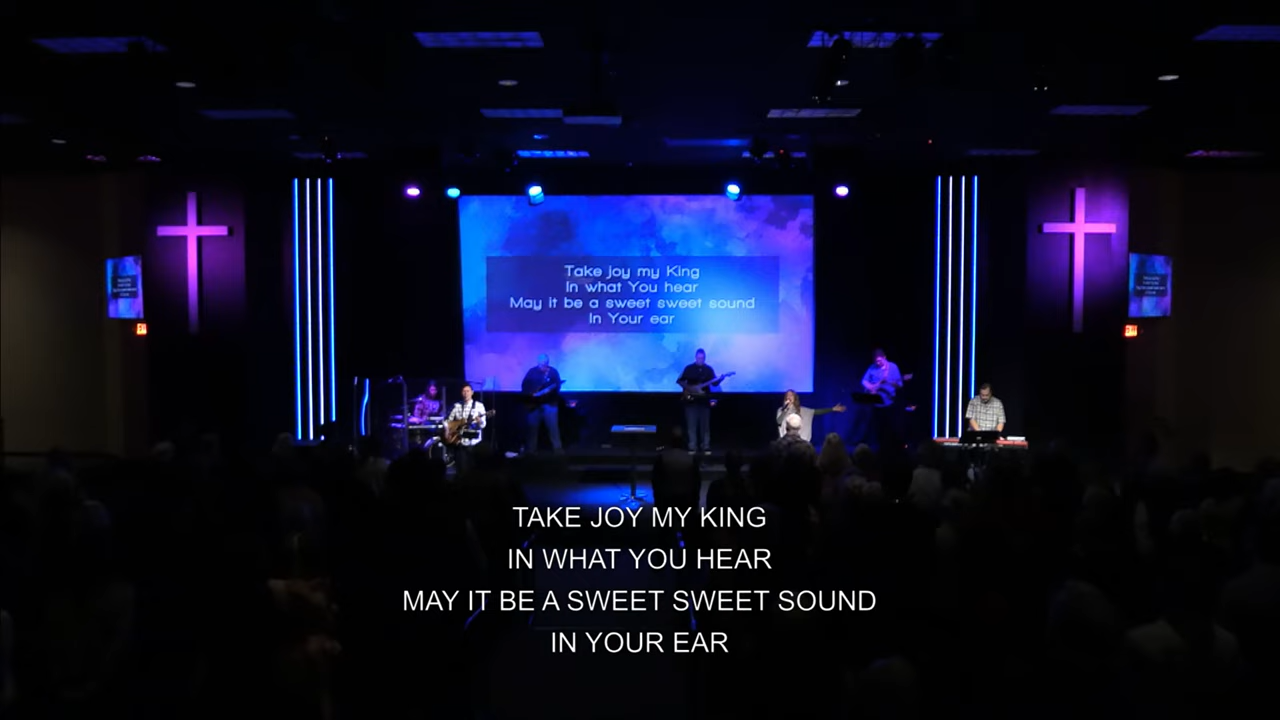 Take joy my King
In what You hear
May it be a sweet sweet sound
In Your ear
TAKE JOY MY KING
IN WHAT YOU HEAR
MAY IT BE A SWEET SWEET SOUND
IN YOUR EAR